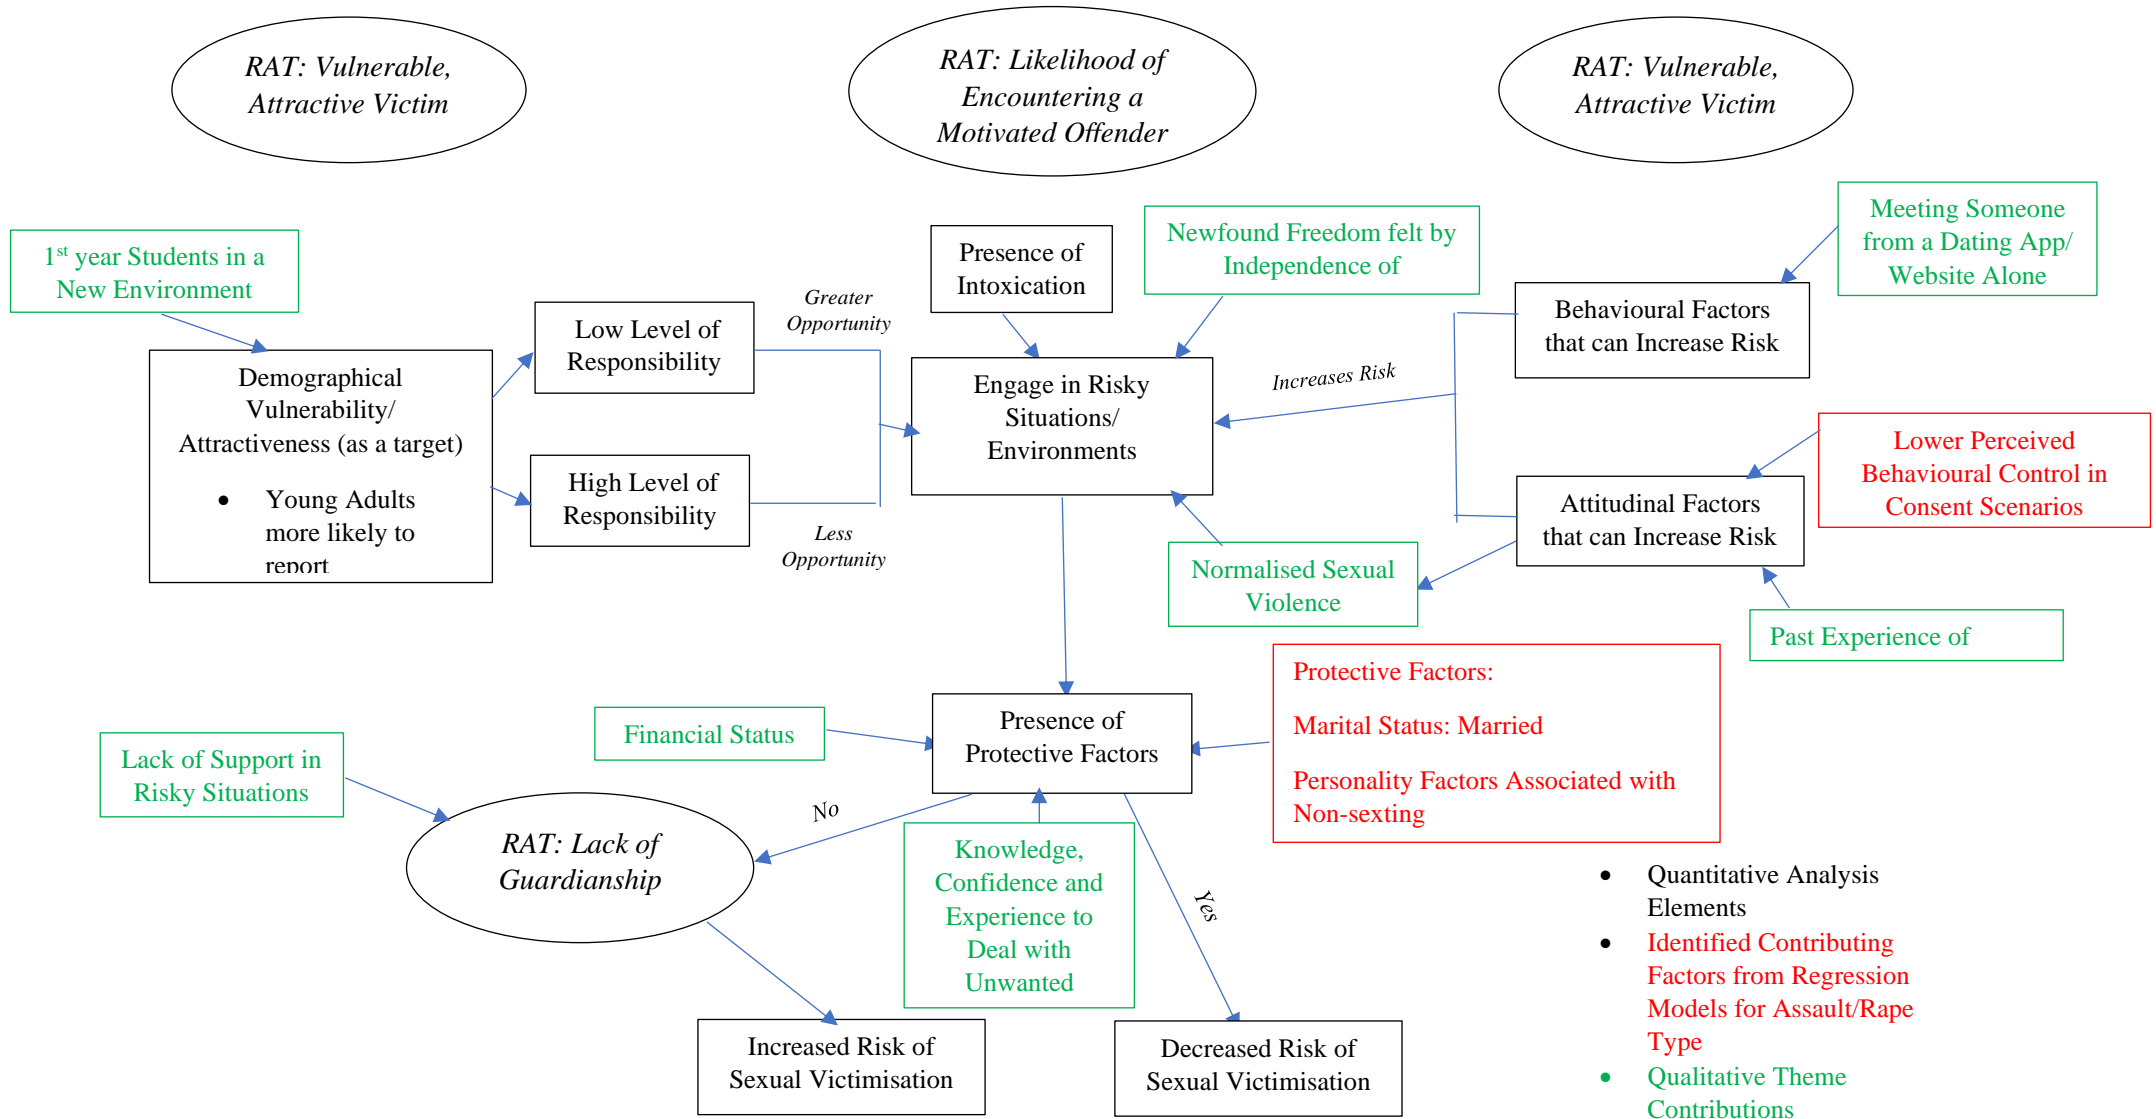 RAT: Vulnerable,
Attractive Victim
RAT: Likelihood of
Encountering a
Motivated Offender
RAT: Vulnerable,
Attractive Victim
1st year Students in a
New Environment
Presence of
Intoxication
Newfound Freedom felt by
Independence of
Meeting Someone
from a Dating App/
Website Alone
Demographical
Vulnerability/
Attractiveness (as a target)
• Young Adults
more likely to
report
Low Level of
Responsibility
Greater
Opportunity
High Level of
Responsibility
Less
Opportunity
Engage in Risky
Situations/
Environments
Increases Risk
Behavioural Factors
that can Increase Risk
Lower Perceived
Behavioural Control in
Consent Scenarios
Attitudinal Factors
that can Increase Risk
Normalised Sexual
Violence
Past Experience of
Financial Status
Presence of
Protective Factors
Protective Factors:
Marital Status: Married
Personality Factors Associated with
Non-sexting
Lack of Support in
Risky Situations
RAT: Lack of
Guardianship
No
Knowledge,
Confidence and
Experience to
Deal with
Unwanted
Yes
Increased Risk of
Sexual Victimisation
Decreased Risk of
Sexual Victimisation
• Quantitative Analysis
Elements
• Identified Contributing
Factors from Regression
Models for Assault/Rape
Type
• Qualitative Theme
Contributions